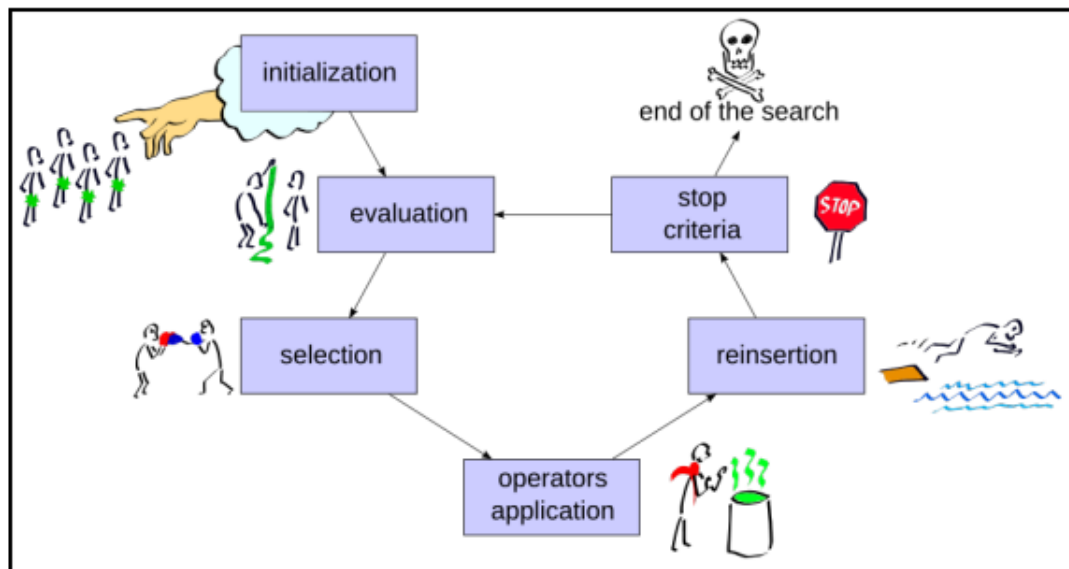 initialization
end of the search
evaluation
stop
criteria
STOP
selection
reinsertion
operators
application